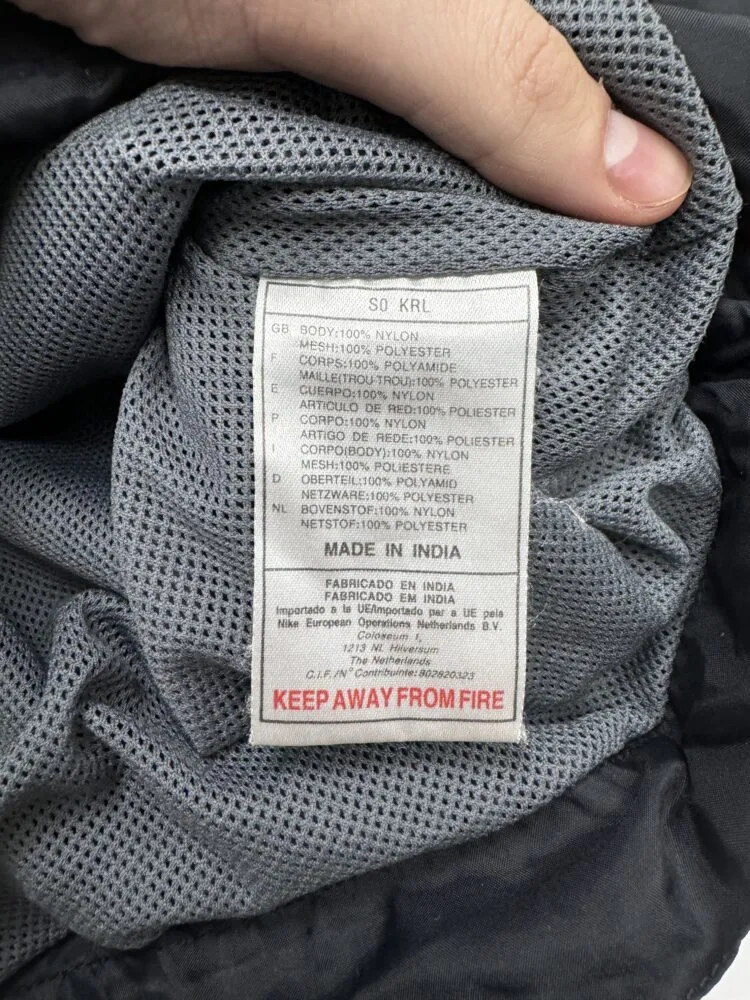 SO KRL
GB BODY:100% NYLON
MESH:100% POLYESTER
F CORPS:100% POLYAMIDE
MAILLE(TROU-TROU):100% POLYESTER
E CUERPO:100% NYLON
ARTICULO DE RED:100% POLIESTER
P CORPO:100% NYLON
ARTIGO DE REDE:100% POLIESTER
I CORPO(BODY):100% NYLON
MESH:100% POLIESTERE
D OBERTEIL:100% POLYAMID
NETZWARE:100% POLYESTER
NL BOVENSTOF:100% NYLON
NETSTOF:100% POLYESTER
MADE IN INDIA
FABRICADO EN INDIA
FABRICADO EM INDIA
Importado a la UE/Importado par a UE pela
Nike European Operations Netherlands B.V.
Colosseum 1,
1213 NL Hilversum
The Netherlands
C.I.F./N° Contribuinte:802820323
KEEP AWAY FROM FIRE